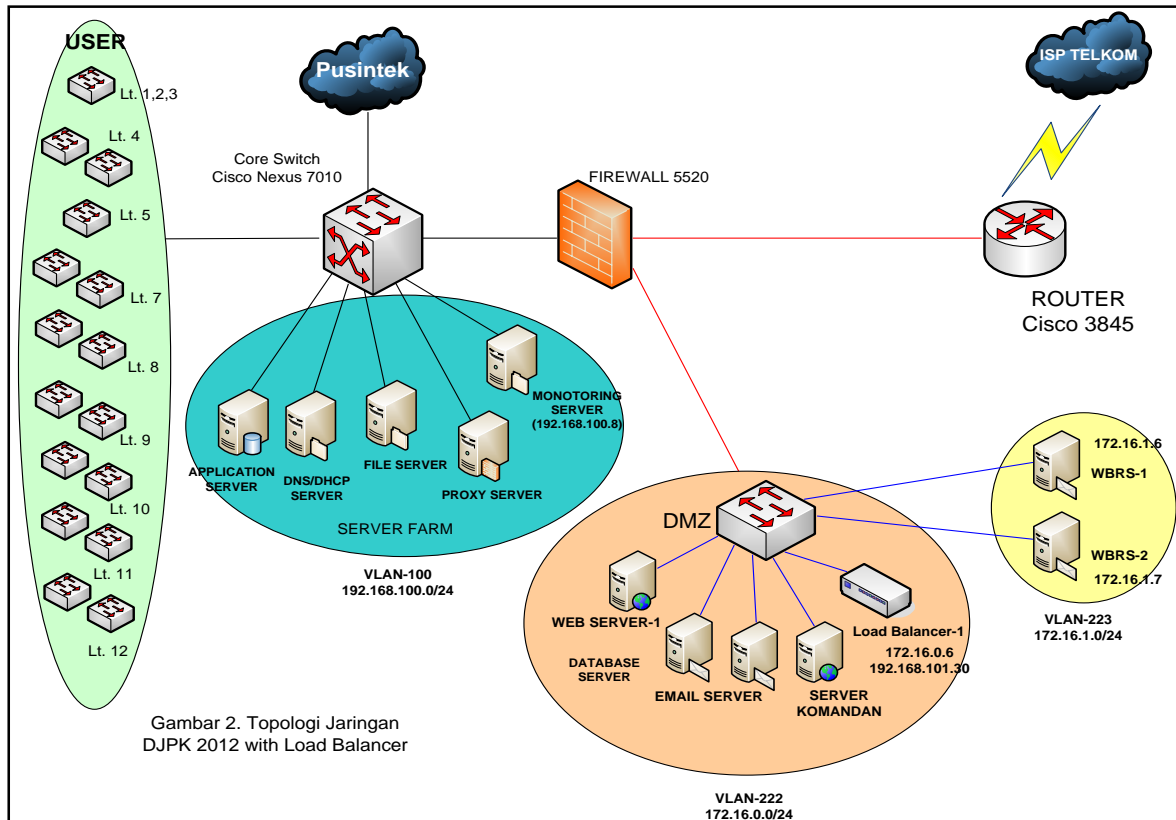 USER
Lt. 1,2,3
Lt. 4
Lt. 5
Lt. 7
Lt. 8
Lt. 9
Lt. 10
Lt. 11
Lt. 12
Pusintek
Core Switch
Cisco Nexus 7010
FIREWALL 5520
ISP TELKOM
ROUTER
Cisco 3845
MONOTORING
SERVER
(192.168.100.8)
APPLICATION
SERVER
DNS/DHCP
SERVER
FILE SERVER
PROXY SERVER
SERVER FARM
VLAN-100
192.168.100.0/24
DMZ
WEB SERVER-1
DATABASE
SERVER
EMAIL SERVER
SERVER
KOMANDAN
Load Balancer-1
172.16.0.6
192.168.101.30
VLAN-222
172.16.0.0/24
172.16.1.6
WBRS-1
WBRS-2
172.16.1.7
VLAN-223
172.16.1.0/24
Gambar 2. Topologi Jaringan
DJPK 2012 with Load Balancer